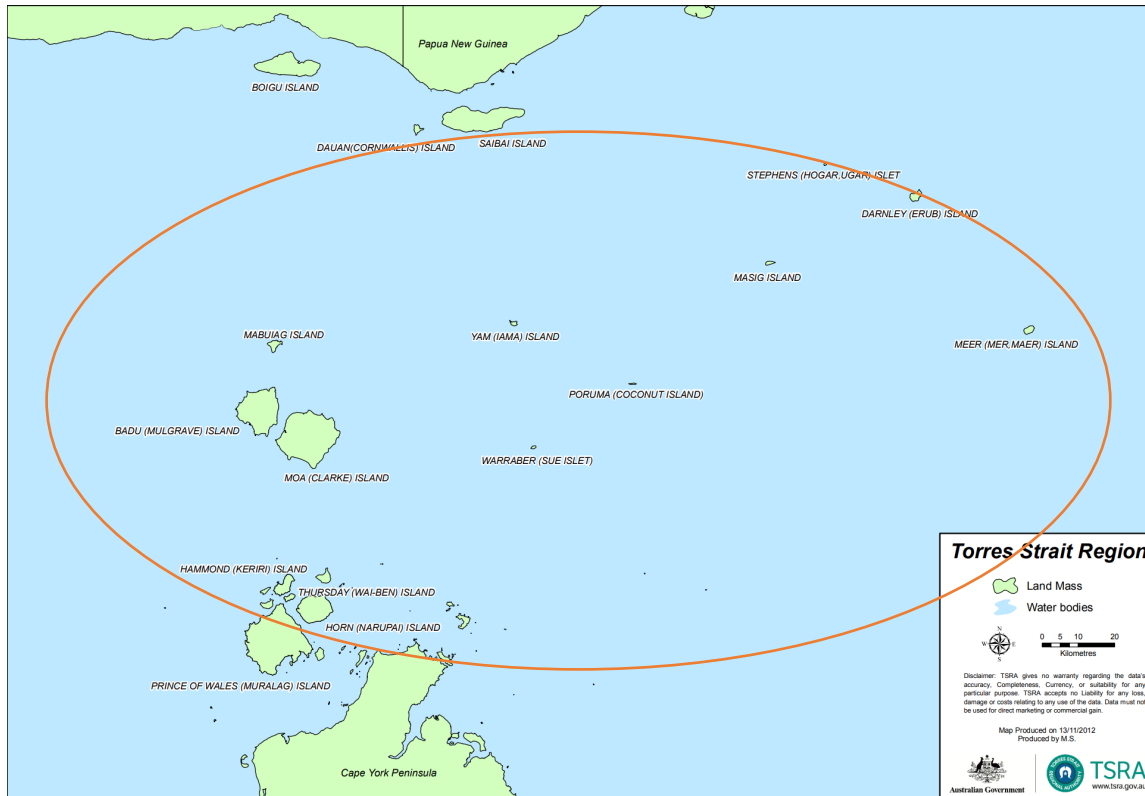 Papua New Guinea
BOIGU ISLAND
DAUAN(CORNWALLIS) ISLAND
SAIBAI ISLAND
STEPHENS (HOGAR,UGAR) ISLET
DARNLEY (ERUB) ISLAND
MASIG ISLAND
MABUIAG ISLAND
YAM (IAMA) ISLAND
MEER (MER,MAER) ISLAND
PORUMA (COCONUT ISLAND)
BADU (MULGRAVE) ISLAND
WARRABER (SUE ISLET)
MOA (CLARKE) ISLAND
HAMMOND (KERIRI) ISLAND
THURSDAY (WAI-BEN) ISLAND
HORN (NARUPAI) ISLAND
PRINCE OF WALES (MURALAG) ISLAND
Cape York Peninsula
Torres Strait Region
Land Mass
Water bodies
N
W E
S
0 5 10 20
Kilometres
Disclaimer: TSRA gives no warranty regarding the data's
accuracy, Completeness, Currency, or suitability for any
particular purpose. TSRA accepts no Liability for any loss,
damage or costs relating to any use of the data. Data must not
be used for direct marketing or commercial gain.
Map Produced on 13/11/2012
Produced by M.S.
Australian Government
TORRES STRAIT
REGIONAL AUTHORITY
TSRA
www.tsra.gov.au